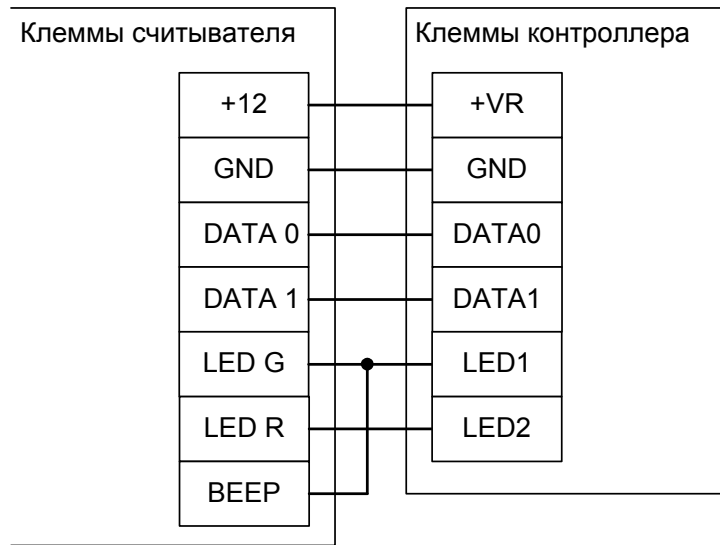 Клеммы считывателя
Клеммы контроллера
+12
+VR
GND
GND
DATA 0
DATA0
DATA 1
DATA1
LED G
LED1
LED R
LED2
BEEP